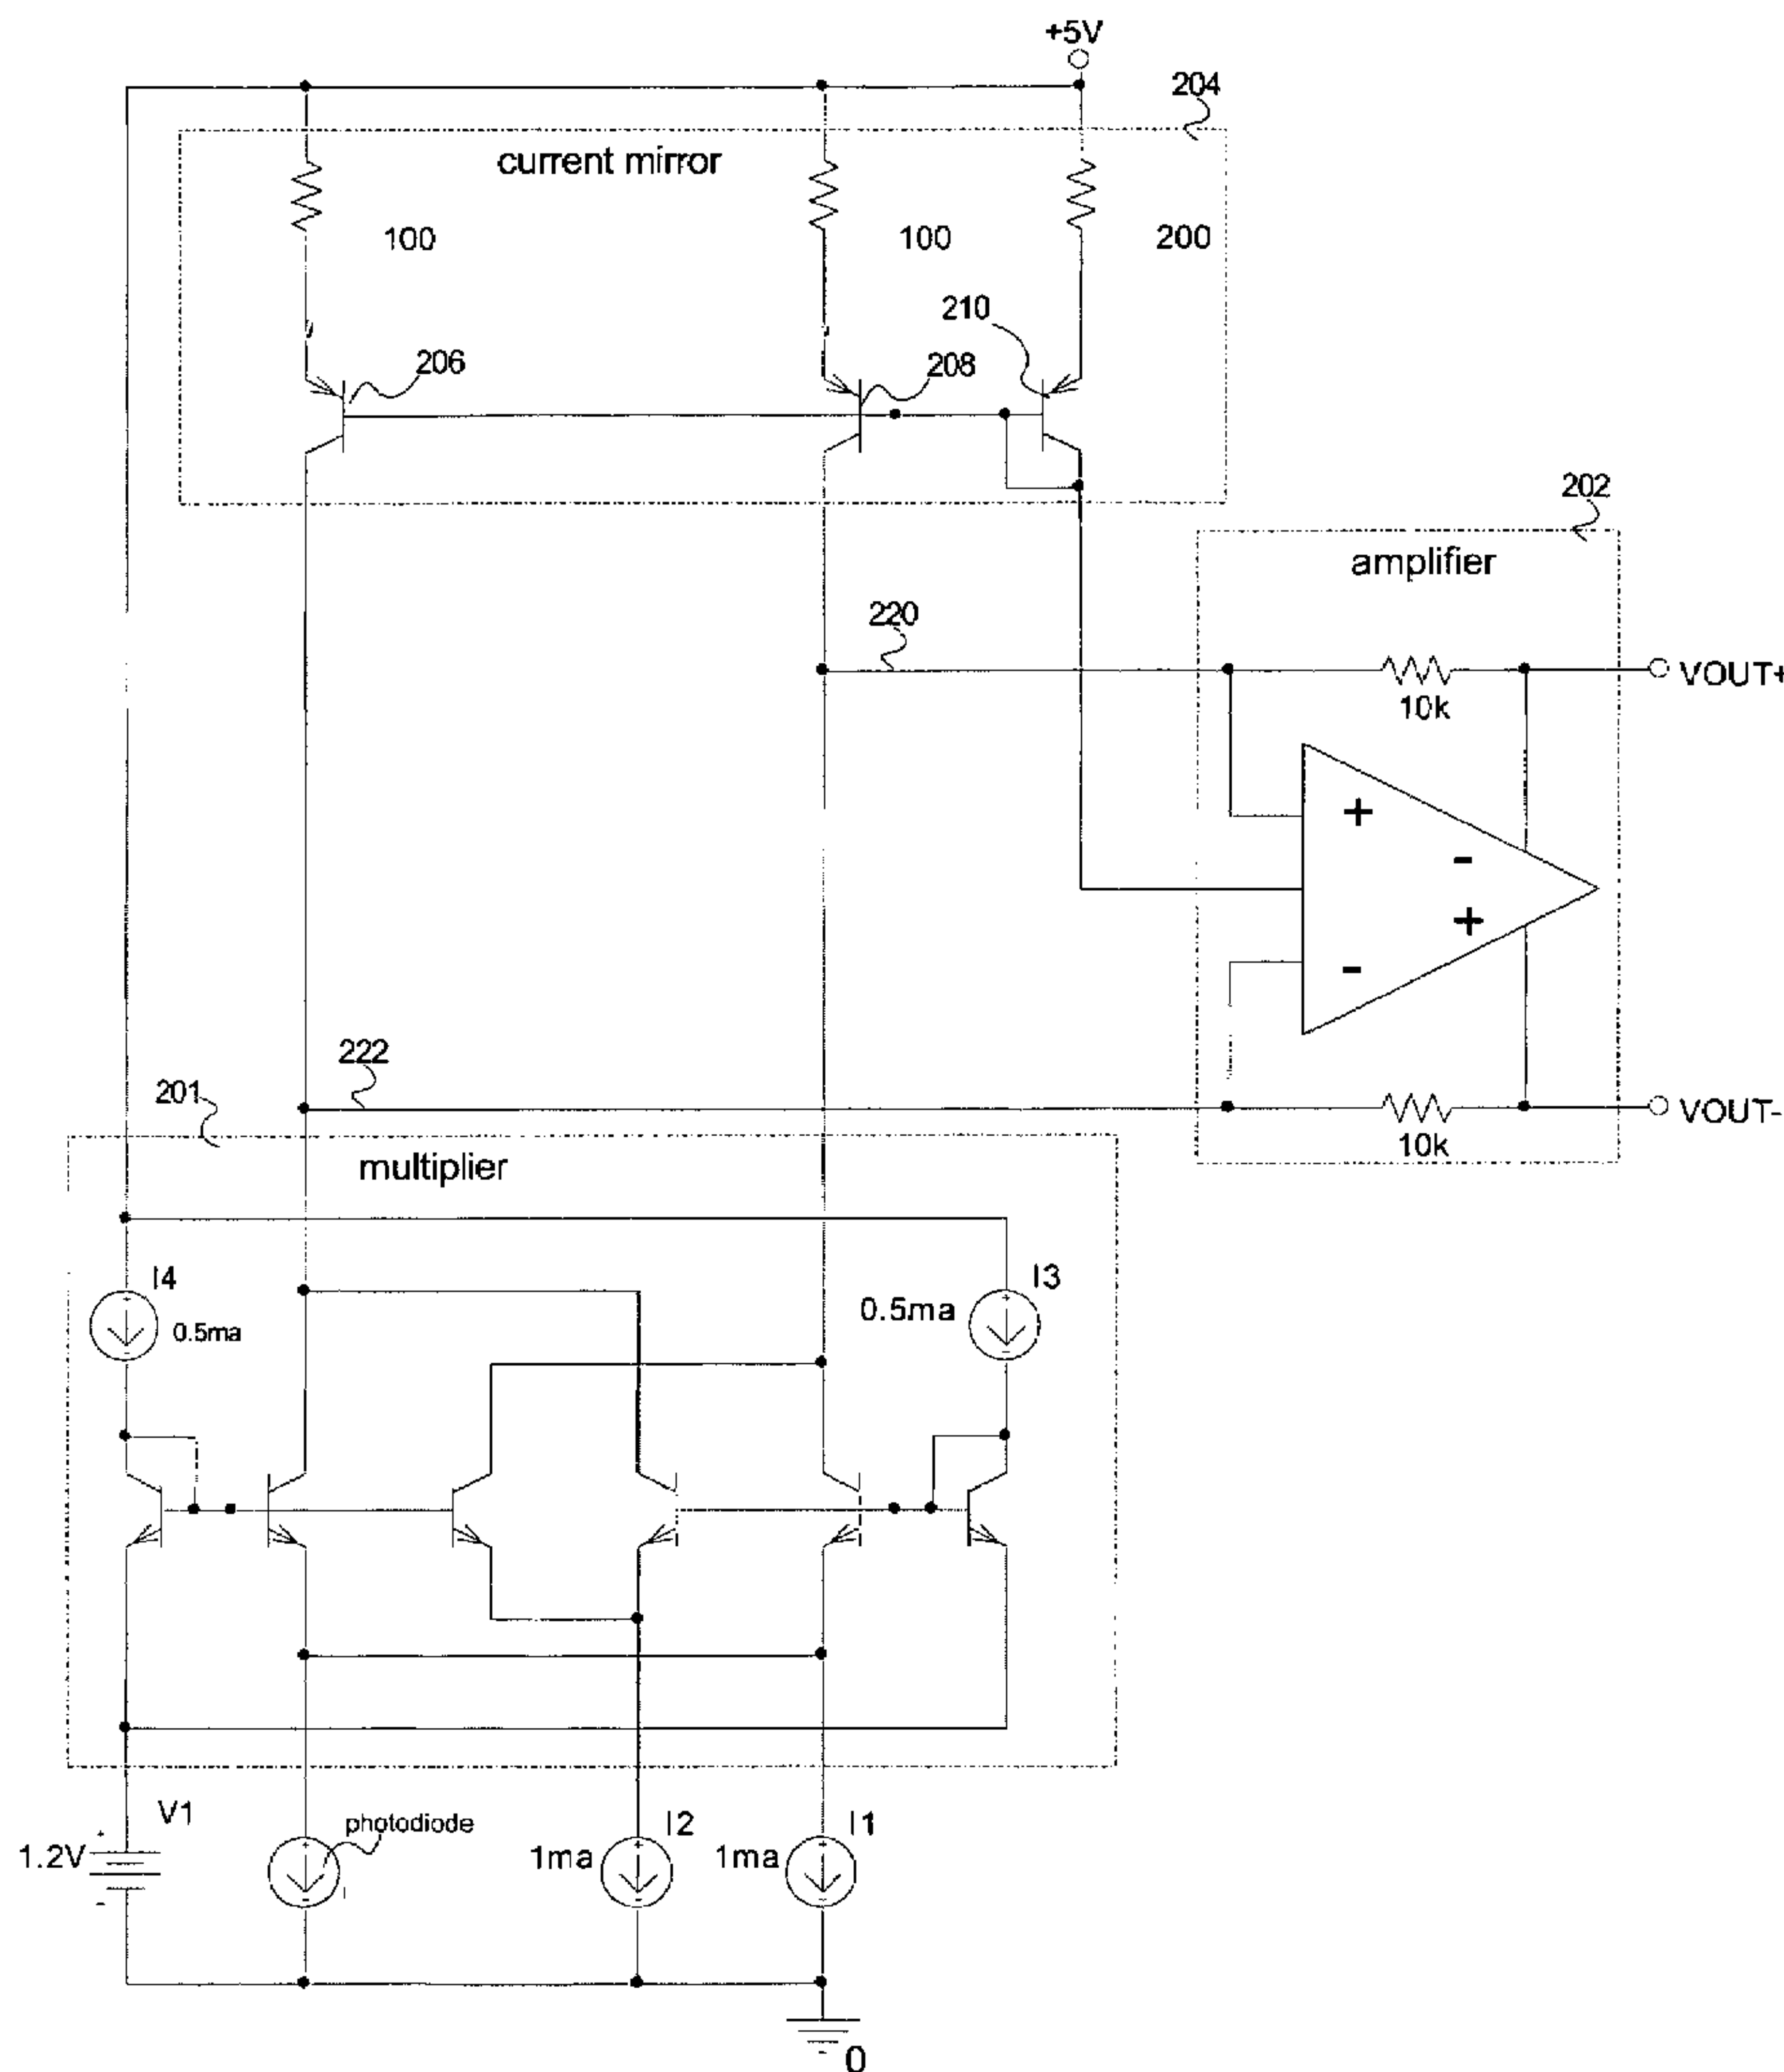 +5V
204
current mirror
100
100
200
210
206
208
202
amplifier
220
VOUT+
10k
+
-
+
-
222
201
VOUT-
10k
multiplier
I4
0.5ma
I3
0.5ma
V1
1.2V
+
-
photodiode
I2
1ma
I1
1ma
0